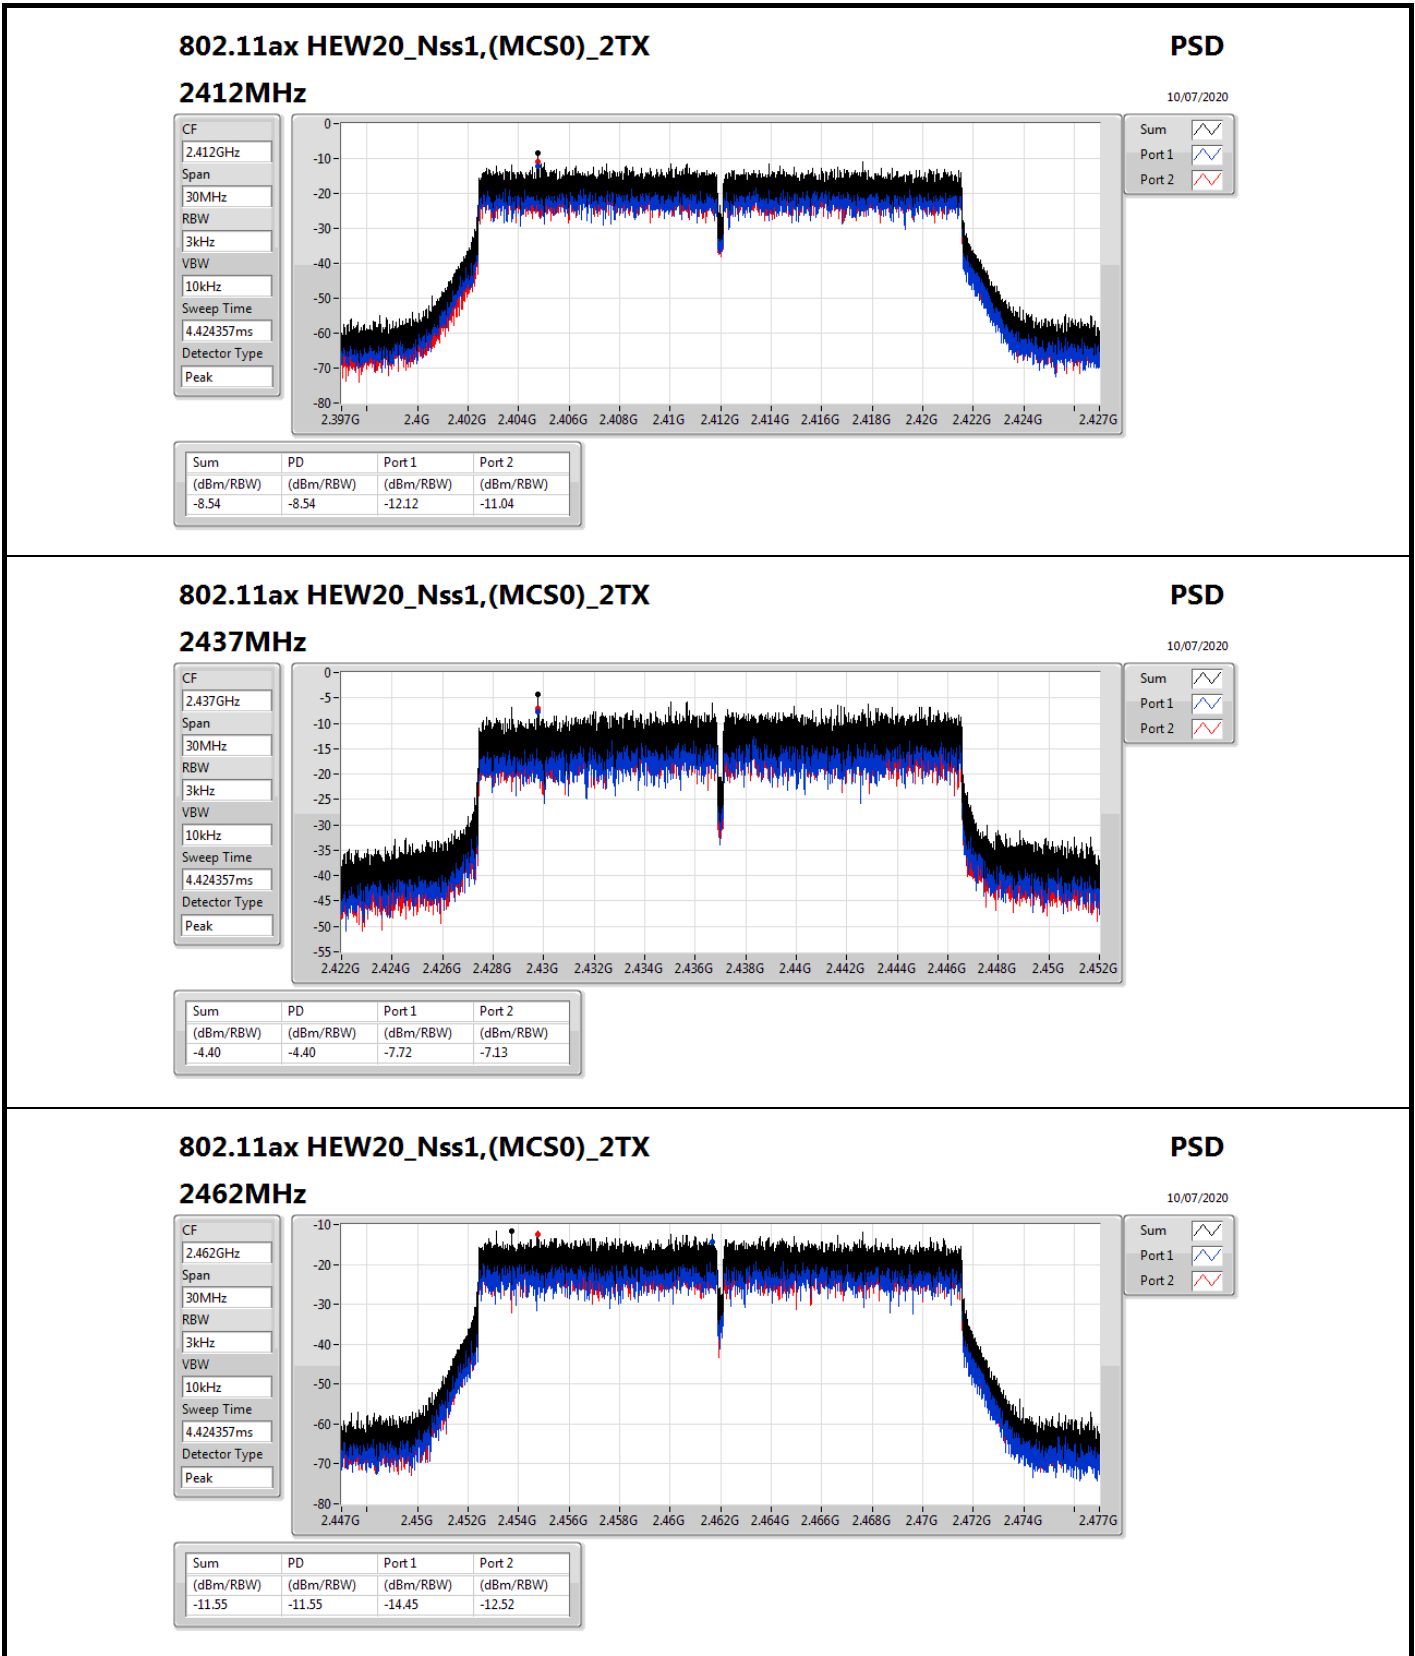 802.11ax HEW20_Nss1,(MCS0)_2TX PSD
2412MHz 10/07/2020
CF
2.412GHz
Span
30MHz
RBW
3kHz
VBW
10kHz
Sweep Time
4.424357ms
Detector Type
Peak
0
-10
-20
-30
-40
-50
-60
-70
-80
2.397G 2.4G 2.402G 2.404G 2.406G 2.408G 2.41G 2.412G 2.414G 2.416G 2.418G 2.42G 2.422G 2.424G 2.427G
Sum
Port 1
Port 2
Sum PD Port 1 Port 2
(dBm/RBW) (dBm/RBW) (dBm/RBW) (dBm/RBW)
-8.54 -8.54 -12.12 -11.04
802.11ax HEW20_Nss1,(MCS0)_2TX PSD
2437MHz 10/07/2020
CF
2.437GHz
Span
30MHz
RBW
3kHz
VBW
10kHz
Sweep Time
4.424357ms
Detector Type
Peak
0
-5
-10
-15
-20
-25
-30
-35
-40
-45
-50
-55
2.422G 2.424G 2.426G 2.428G 2.43G 2.432G 2.434G 2.436G 2.438G 2.44G 2.442G 2.444G 2.446G 2.448G 2.45G 2.452G
Sum
Port 1
Port 2
Sum PD Port 1 Port 2
(dBm/RBW) (dBm/RBW) (dBm/RBW) (dBm/RBW)
-4.40 -4.40 -7.72 -7.13
802.11ax HEW20_Nss1,(MCS0)_2TX PSD
2462MHz 10/07/2020
CF
2.462GHz
Span
30MHz
RBW
3kHz
VBW
10kHz
Sweep Time
4.424357ms
Detector Type
Peak
-10
-20
-30
-40
-50
-60
-70
-80
2.447G 2.45G 2.452G 2.454G 2.456G 2.458G 2.46G 2.462G 2.464G 2.466G 2.468G 2.47G 2.472G 2.474G 2.477G
Sum
Port 1
Port 2
Sum PD Port 1 Port 2
(dBm/RBW) (dBm/RBW) (dBm/RBW) (dBm/RBW)
-11.55 -11.55 -14.45 -12.52